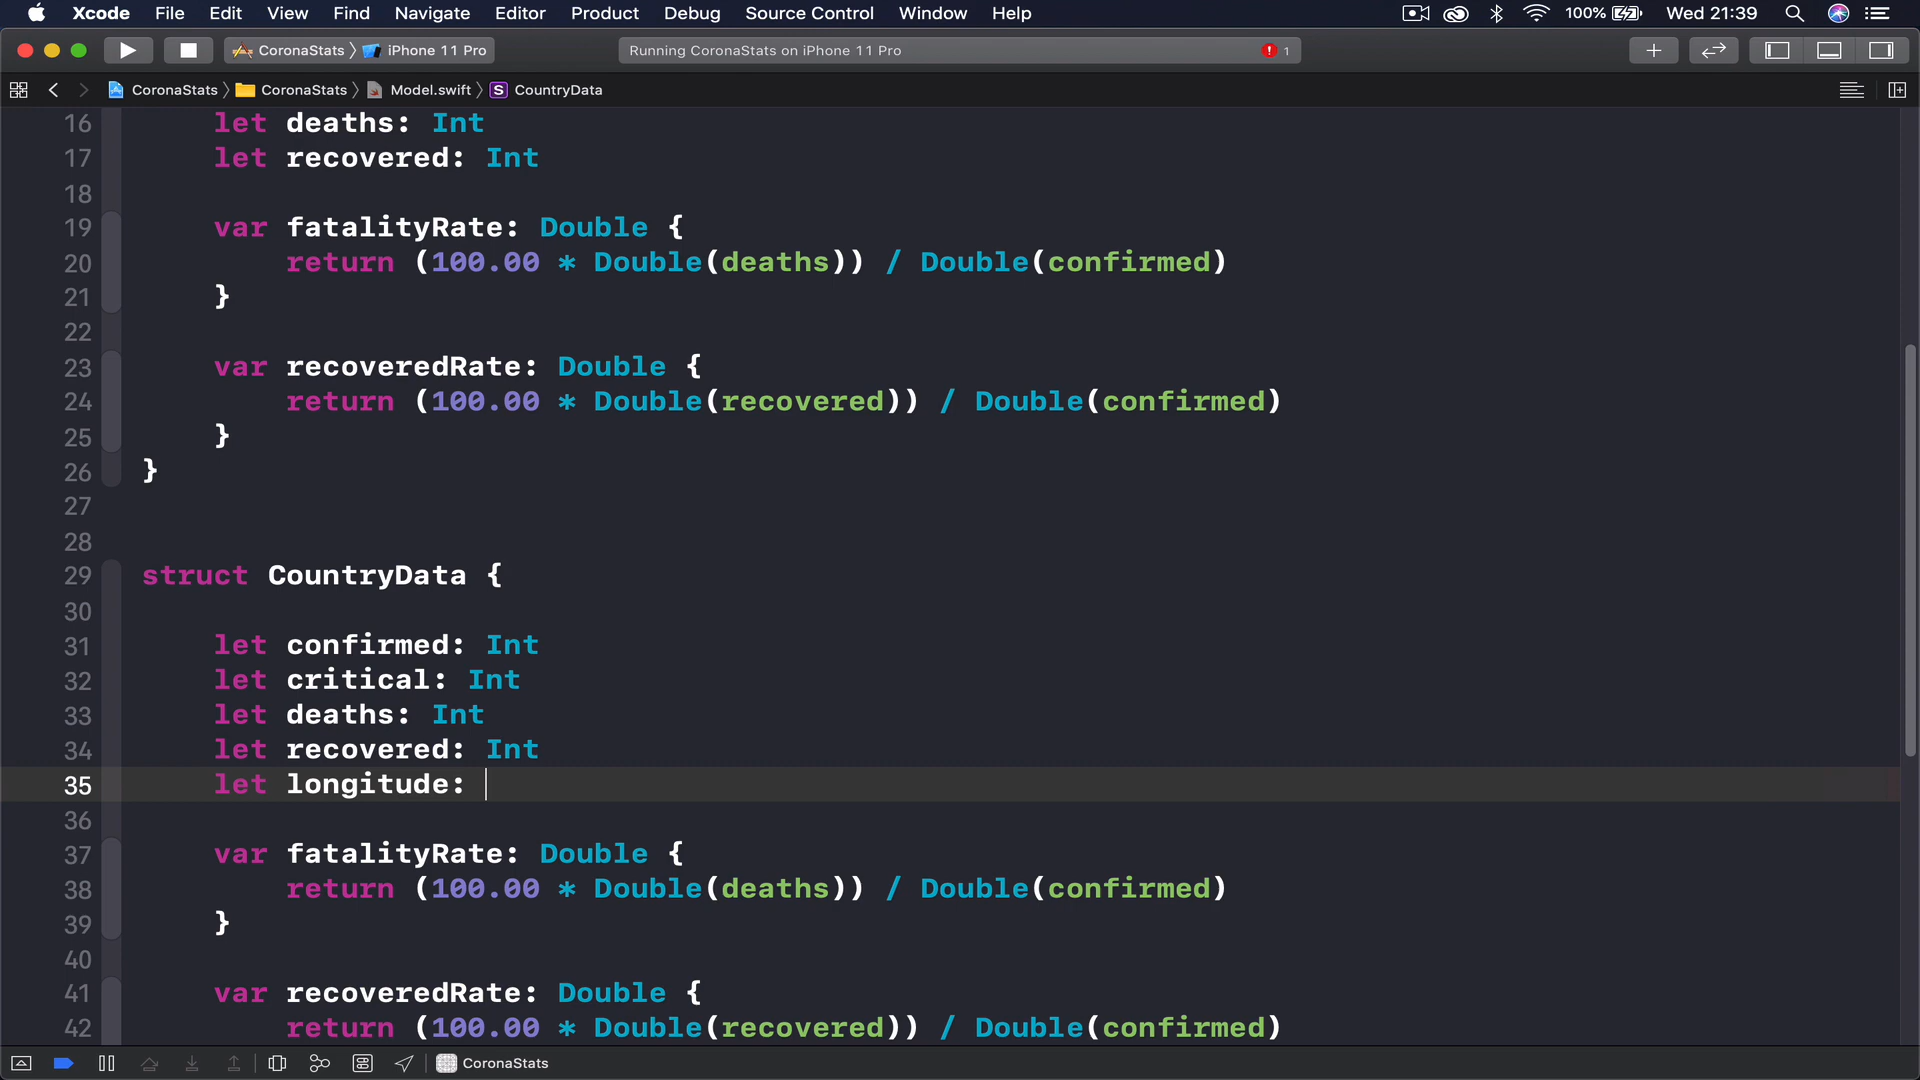 Xcode File Edit View Find Navigate Editor Product Debug Source Control Window Help 100% Wed 21:39
CoronaStats iPhone 11 Pro Running CoronaStats on iPhone 11 Pro 1
CoronaStats CoronaStats Model.swift S CountryData
16 let deaths: Int
17 let recovered: Int
18
19 var fatalityRate: Double {
20 return (100.00 * Double(deaths)) / Double(confirmed)
21 }
22
23 var recoveredRate: Double {
24 return (100.00 * Double(recovered)) / Double(confirmed)
25 }
26 }
27
28
29 struct CountryData {
30
31 let confirmed: Int
32 let critical: Int
33 let deaths: Int
34 let recovered: Int
35 let longitude:
36
37 var fatalityRate: Double {
38 return (100.00 * Double(deaths)) / Double(confirmed)
39 }
40
41 var recoveredRate: Double {
42 return (100.00 * Double(recovered)) / Double(confirmed)
CoronaStats